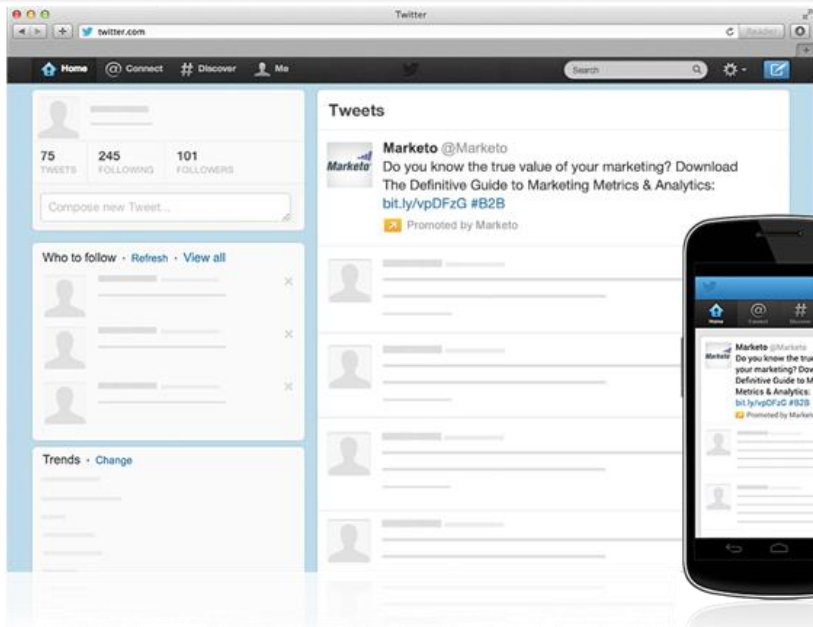 Twitter
twitter.com
Reader
Home Connect Discover Me
Search
75 245 101
TWEETS FOLLOWING FOLLOWERS
Compose new Tweet...
Who to follow · Refresh · View all
Trends · Change
Tweets
Marketo @Marketo
Marketo
Do you know the true value of your marketing? Download
The Definitive Guide to Marketing Metrics & Analytics:
bit.ly/vpDFzG #B2B
Promoted by Marketo
Home Connect Discover
Marketo @Marketo
Marketo
Do you know the true
your marketing? Dow
Definitive Guide to M
Metrics & Analytics:
bit.ly/vpDFzG #B2B
Promoted by Market